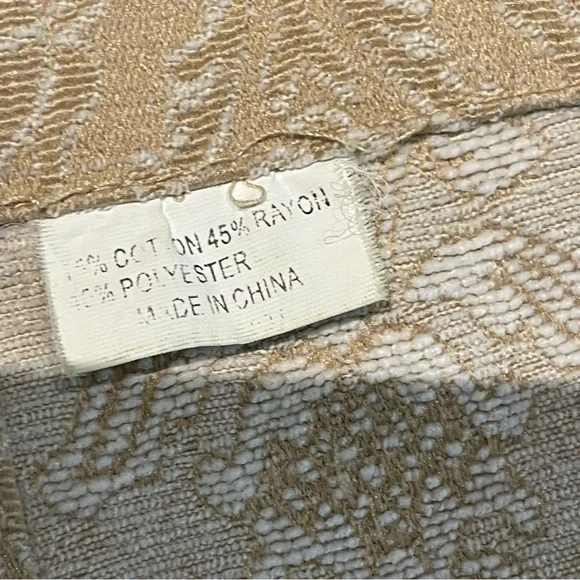 COTTON 45% RAYON
POLYESTER
MADE IN CHINA